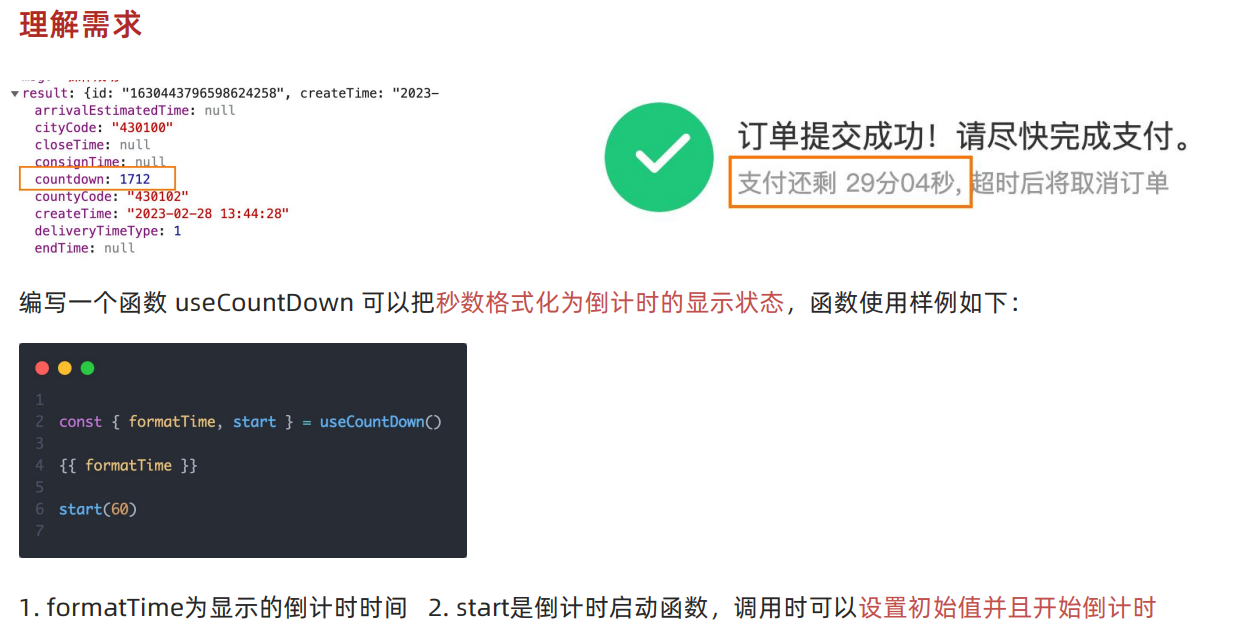 理解需求
▼result: {id: "1630443796598624258", createTime: "2023-
arrivalEstimatedTime: null
cityCode: "430100"
closeTime: null
consignTime: null
countdown: 1712
countyCode: "430102"
createTime: "2023-02-28 13:44:28"
deliveryTimeType: 1
endTime: null
订单提交成功！请尽快完成支付。
支付还剩 29分04秒, 超时后将取消订单
编写一个函数 useCountDown 可以把秒数格式化为倒计时的显示状态，函数使用样例如下：
1
2 const { formatTime, start } = useCountDown()
3
4 {{ formatTime }}
5
6 start(60)
7
1. formatTime为显示的倒计时时间 2. start是倒计时启动函数，调用时可以设置初始值并且开始倒计时